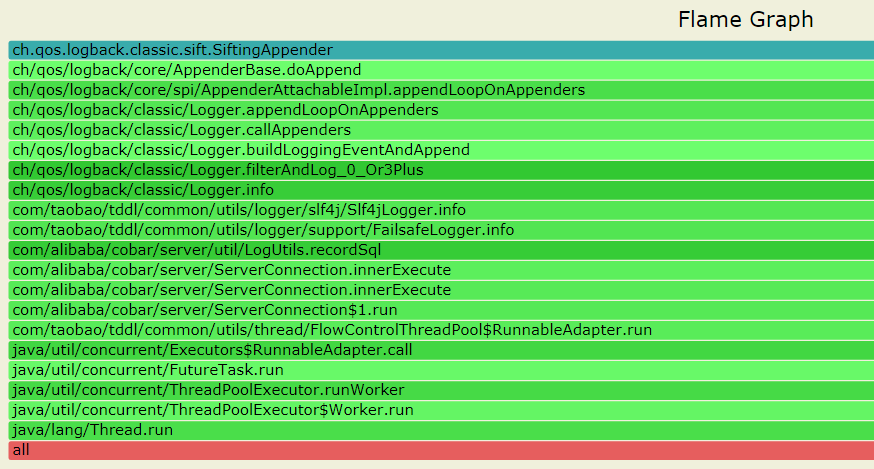 Flame Graph
ch.qos.logback.classic.sift.SiftingAppender
ch/qos/logback/core/AppenderBase.doAppend
ch/qos/logback/core/spi/AppenderAttachableImpl.appendLoopOnAppenders
ch/qos/logback/classic/Logger.appendLoopOnAppenders
ch/qos/logback/classic/Logger.callAppenders
ch/qos/logback/classic/Logger.buildLoggingEventAndAppend
ch/qos/logback/classic/Logger.filterAndLog_0_Or3Plus
ch/qos/logback/classic/Logger.info
com/taobao/tddl/common/utils/logger/slf4j/Slf4jLogger.info
com/taobao/tddl/common/utils/logger/support/FailsafeLogger.info
com/alibaba/cobar/server/util/LogUtils.recordSql
com/alibaba/cobar/server/ServerConnection.innerExecute
com/alibaba/cobar/server/ServerConnection.innerExecute
com/alibaba/cobar/server/ServerConnection$1.run
com/taobao/tddl/common/utils/thread/FlowControlThreadPool$RunnableAdapter.run
java/util/concurrent/Executors$RunnableAdapter.call
java/util/concurrent/FutureTask.run
java/util/concurrent/ThreadPoolExecutor.runWorker
java/util/concurrent/ThreadPoolExecutor$Worker.run
java/lang/Thread.run
all